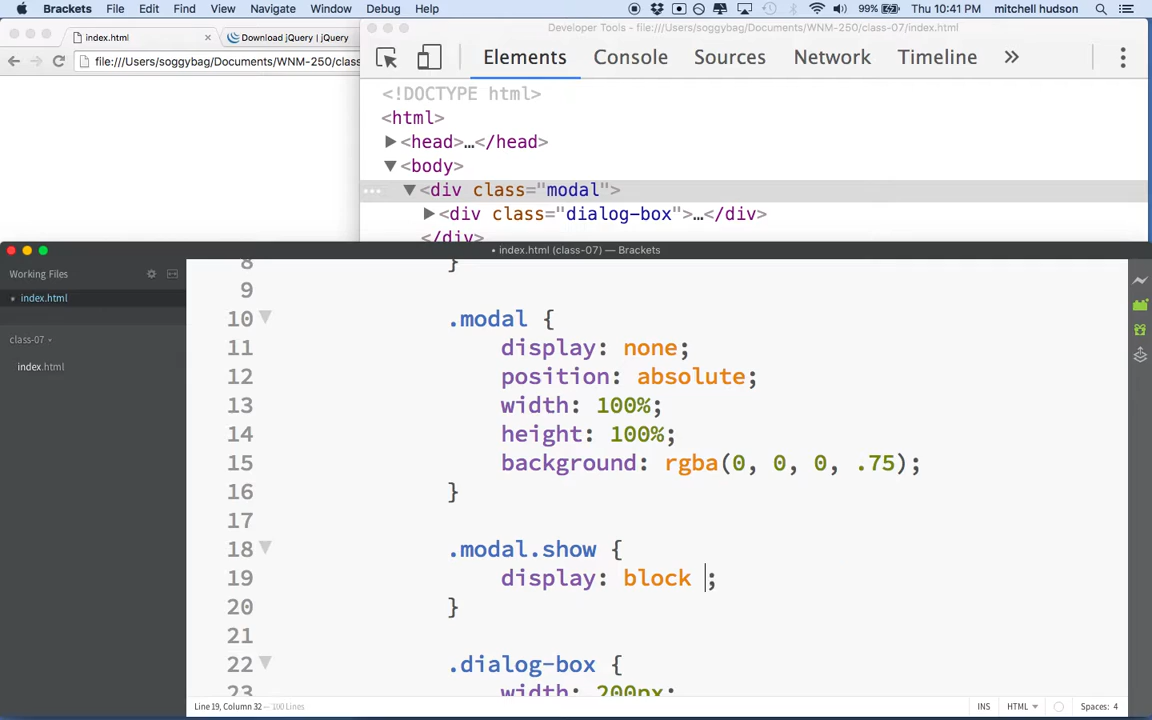 Brackets File Edit Find View Navigate Window Debug Help 99% Thu 10:41 PM mitchell hudson
index.html Download jQuery | jQuery
file:///Users/soggybag/Documents/WNM-250/class
Developer Tools - file:///Users/soggybag/Documents/WNM-250/class-07/index.html
Elements Console Sources Network Timeline »
<!DOCTYPE html>
<html>
▶<head>…</head>
▼<body>
… ▼<div class="modal">
▶<div class="dialog-box">…</div>
</div>
• index.html (class-07) — Brackets
Working Files
• index.html
class-07
index.html
8 }
9
10 .modal {
11 display: none;
12 position: absolute;
13 width: 100%;
14 height: 100%;
15 background: rgba(0, 0, 0, .75);
16 }
17
18 .modal.show {
19 display: block ;
20 }
21
22 .dialog-box {
23 width: 200px;
Line 19, Column 32 — 100 Lines INS HTML Spaces: 4